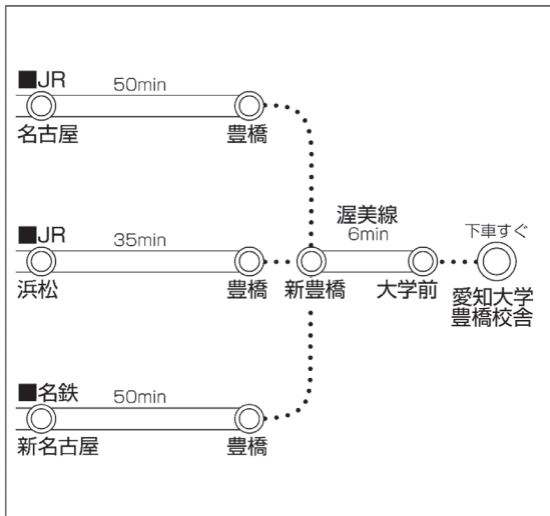 ■JR
50min
名古屋
豊橋
■JR
35min
浜松
豊橋
新豊橋
渥美線
6min
大学前
下車すぐ
愛知大学
豊橋校舎
■名鉄
50min
新名古屋
豊橋